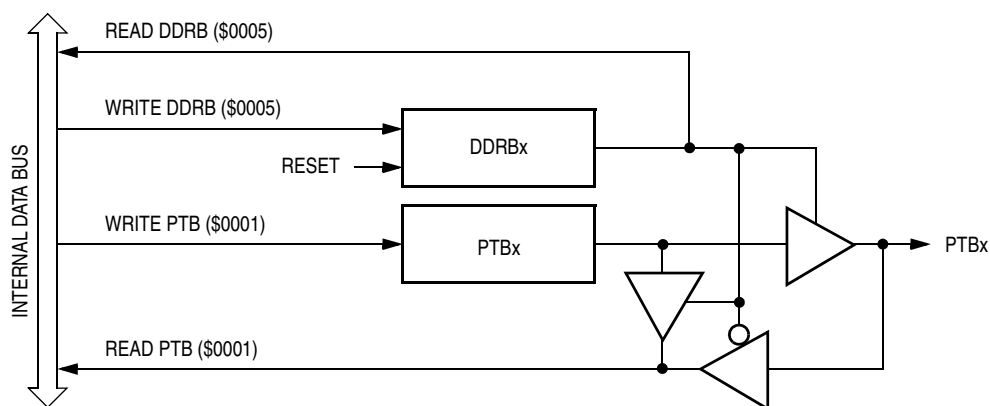 READ DDRB ($0005)
WRITE DDRB ($0005)
DDRBx
RESET
INTERNAL DATA BUS
WRITE PTB ($0001)
PTBx
PTBx
READ PTB ($0001)